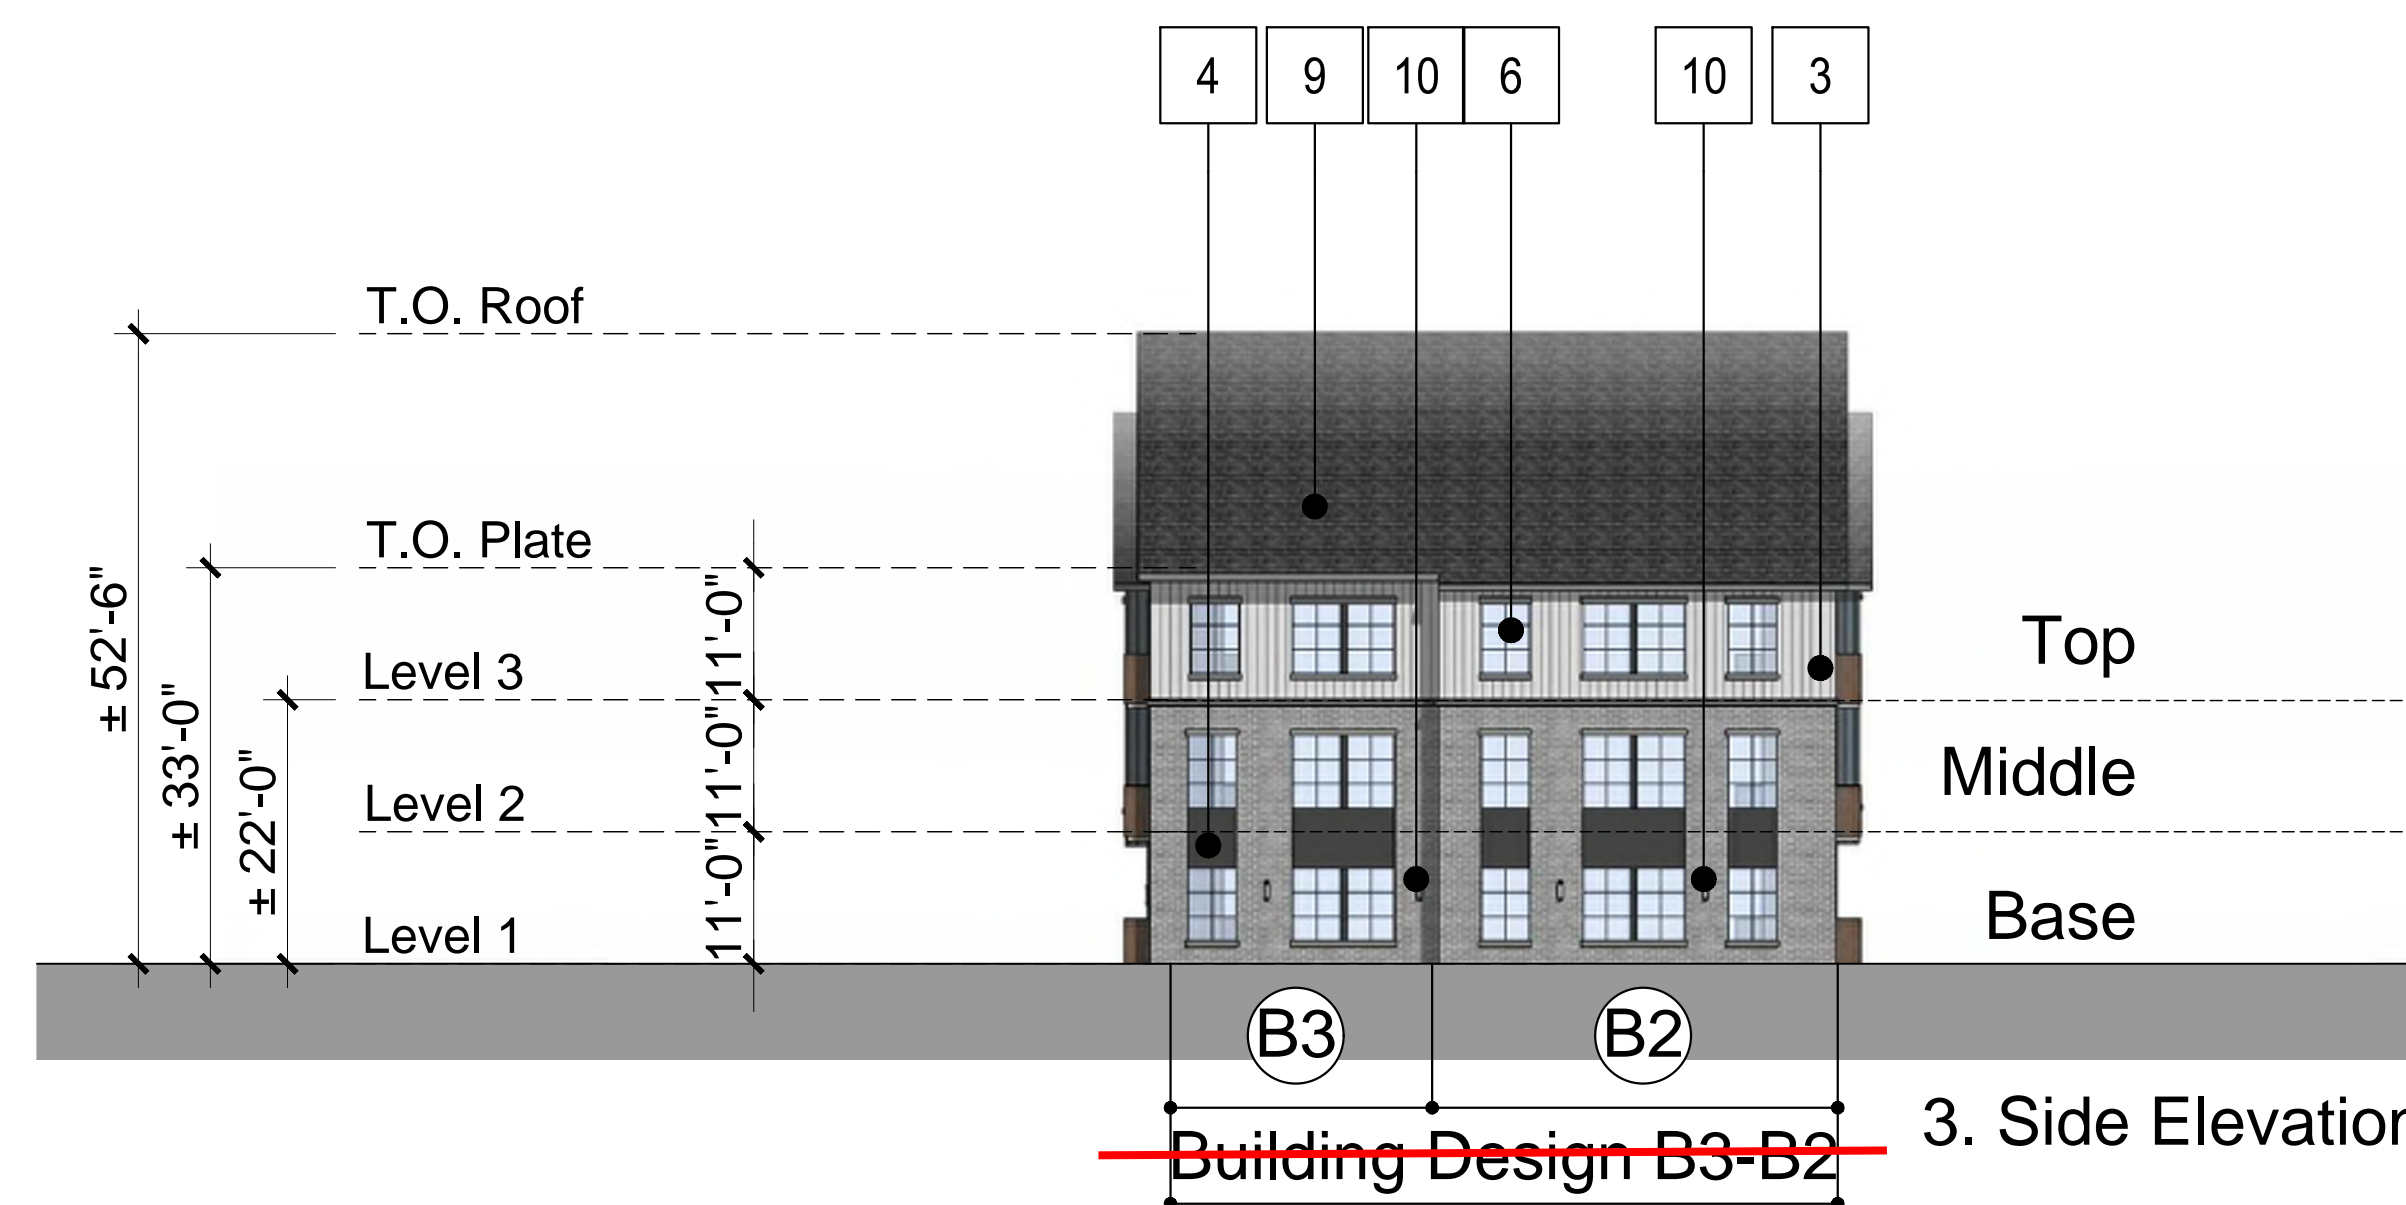 4 9 10 6 10 3
T.O. Roof
T.O. Plate
Level 3
Level 2
Level 1
± 52'-6"
± 33'-0"
± 22'-0"
11'-0"
11'-0"
11'-0"
Top
Middle
Base
B3 B2
Building Design B3-B2
3. Side Elevation